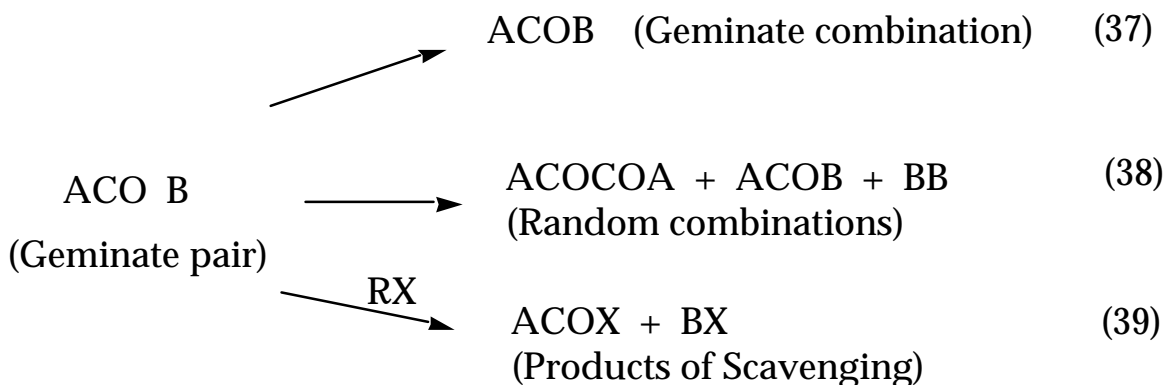 ACOB (Geminate combination) (37)
ACO B
(Geminate pair)
ACOCOA + ACOB + BB (38)
(Random combinations)
RX
ACOX + BX (39)
(Products of Scavenging)